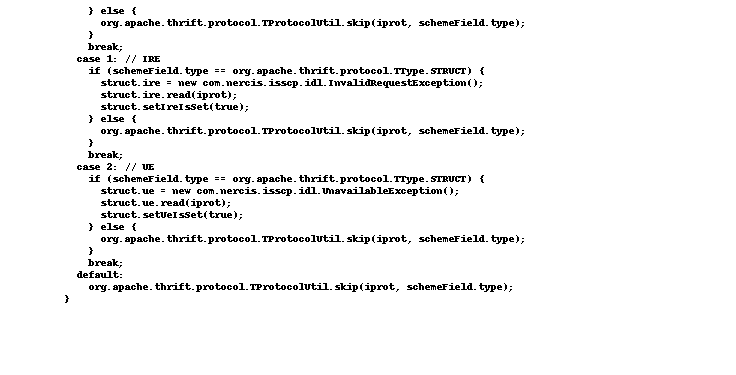 } else {
org.apache.thrift.protocol.TProtocolUtil.skip(iprot, schemeField.type);
}
break;
case 1: // IRE
if (schemeField.type == org.apache.thrift.protocol.TType.STRUCT) {
struct.ire = new com.nercis.isscp.idl.InvalidRequestException();
struct.ire.read(iprot);
struct.setIreIsSet(true);
} else {
org.apache.thrift.protocol.TProtocolUtil.skip(iprot, schemeField.type);
}
break;
case 2: // UE
if (schemeField.type == org.apache.thrift.protocol.TType.STRUCT) {
struct.ue = new com.nercis.isscp.idl.UnavailableException();
struct.ue.read(iprot);
struct.setUeIsSet(true);
} else {
org.apache.thrift.protocol.TProtocolUtil.skip(iprot, schemeField.type);
}
break;
default:
org.apache.thrift.protocol.TProtocolUtil.skip(iprot, schemeField.type);
}